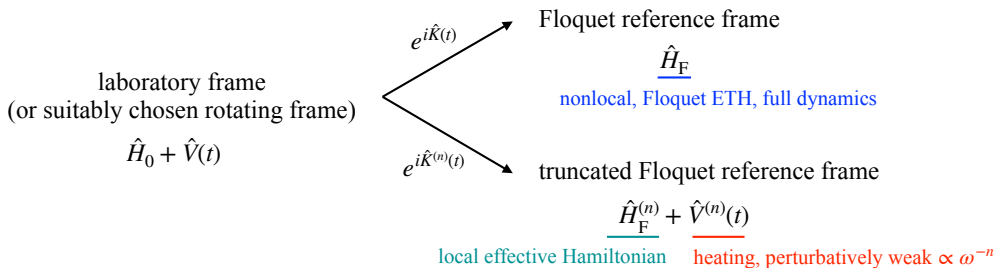 laboratory frame
(or suitably chosen rotating frame)
Ĥ₀ + V̂(t)
e^{iK̂(t)}
Floquet reference frame
Ĥ_F
nonlocal, Floquet ETH, full dynamics
e^{iK̂^{(n)}(t)}
truncated Floquet reference frame
Ĥ_F^{(n)} + V̂^{(n)}(t)
local effective Hamiltonian
heating, perturbatively weak ∝ ω^{−n}